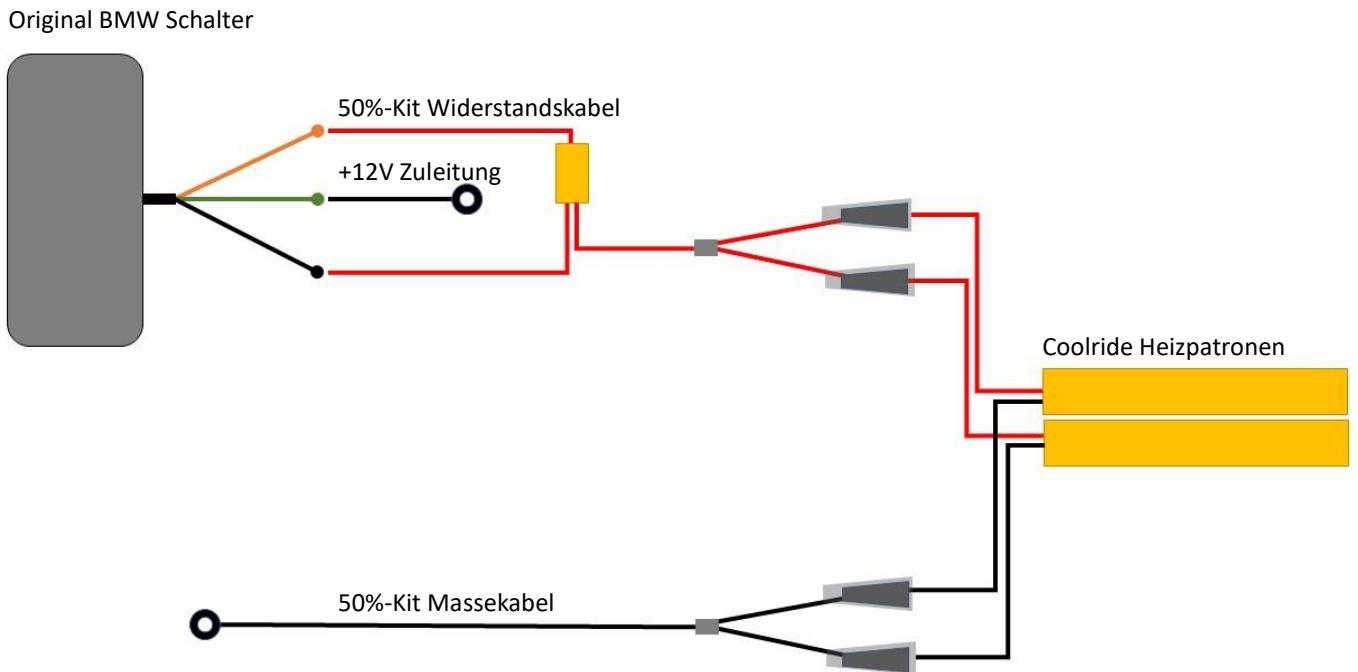 Original BMW Schalter
50%-Kit Widerstandskabel
+12V Zuleitung
Coolride Heizpatronen
50%-Kit Massekabel